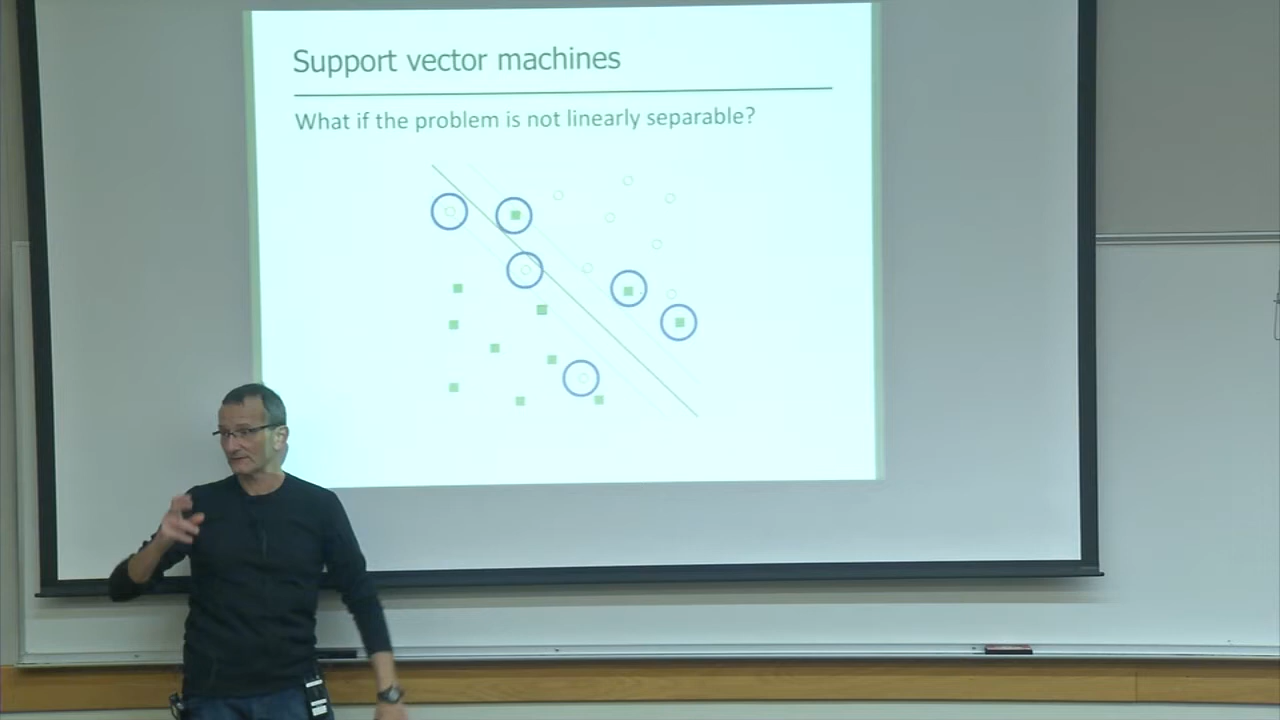 Support vector machines
What if the problem is not linearly separable?